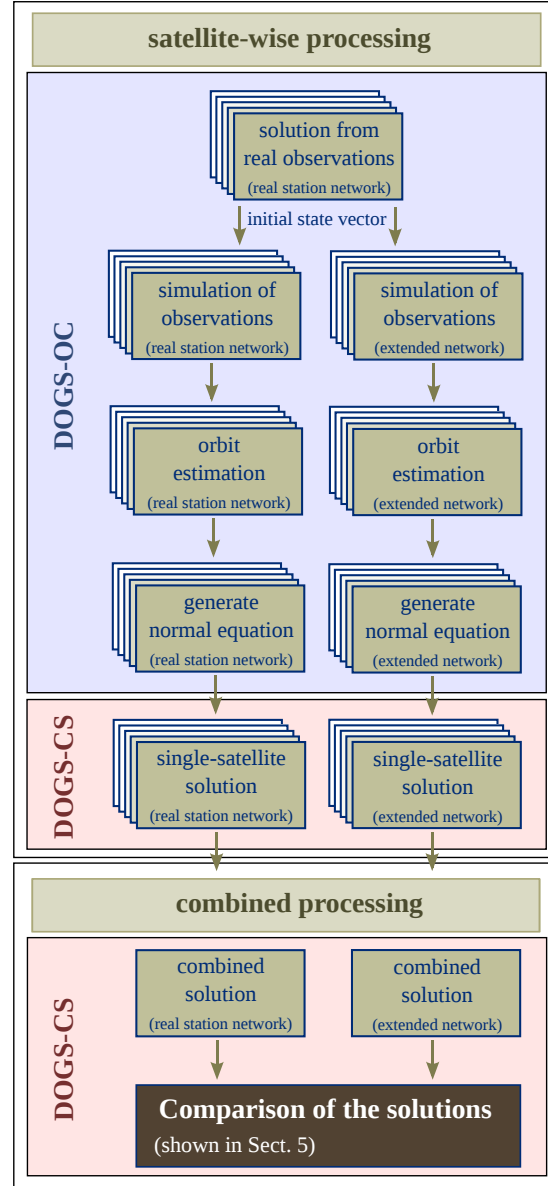 satellite-wise processing
DOGS-OC
solution from
real observations
(real station network)
initial state vector
simulation of
observations
(real station network)
simulation of
observations
(extended network)
orbit
estimation
(real station network)
orbit
estimation
(extended network)
generate
normal equation
(real station network)
generate
normal equation
(extended network)
DOGS-CS
single-satellite
solution
(real station network)
single-satellite
solution
(extended network)
combined processing
DOGS-CS
combined
solution
(real station network)
combined
solution
(extended network)
Comparison of the solutions
(shown in Sect. 5)